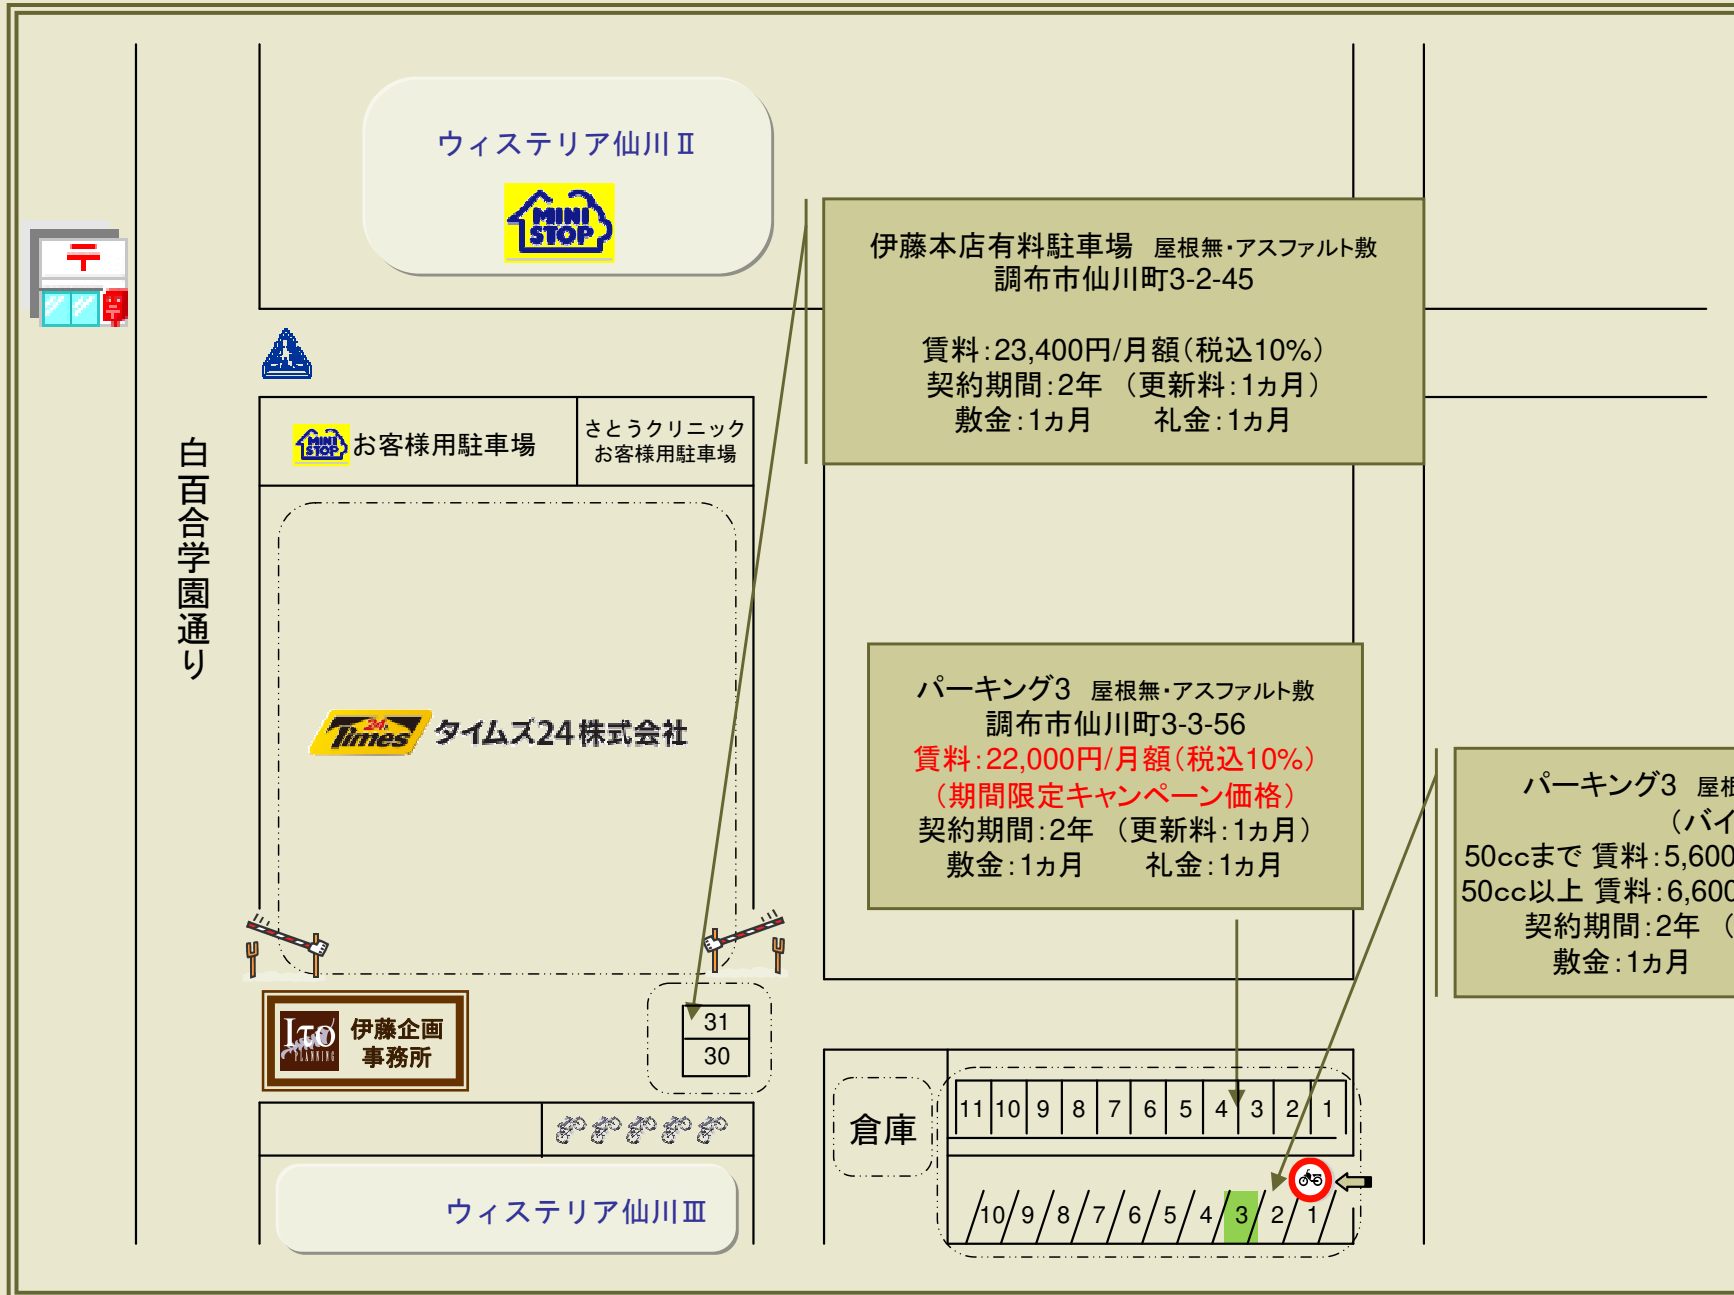 ウィステリア仙川Ⅱ
MINI
STOP
〒
伊藤本店有料駐車場 屋根無・アスファルト敷
調布市仙川町3-2-45
賃料:23,400円/月額(税込10%)
契約期間:2年 (更新料:1ヵ月)
敷金:1ヵ月 礼金:1ヵ月
MINI
STOP
お客様用駐車場
さとうクリニック
お客様用駐車場
白百合学園通り
24h
Times
タイムズ24株式会社
パーキング3 屋根無・アスファルト敷
調布市仙川町3-3-56
賃料:22,000円/月額(税込10%)
(期間限定キャンペーン価格)
契約期間:2年 (更新料:1ヵ月)
敷金:1ヵ月 礼金:1ヵ月
パーキング3 屋根
(バイ
50ccまで 賃料:5,600
50cc以上 賃料:6,600
契約期間:2年 (
敷金:1ヵ月
ITO
PLANNING
伊藤企画
事務所
31
30
倉庫
11 10 9 8 7 6 5 4 3 2 1
10 9 8 7 6 5 4 3 2 1
ウィステリア仙川Ⅲ